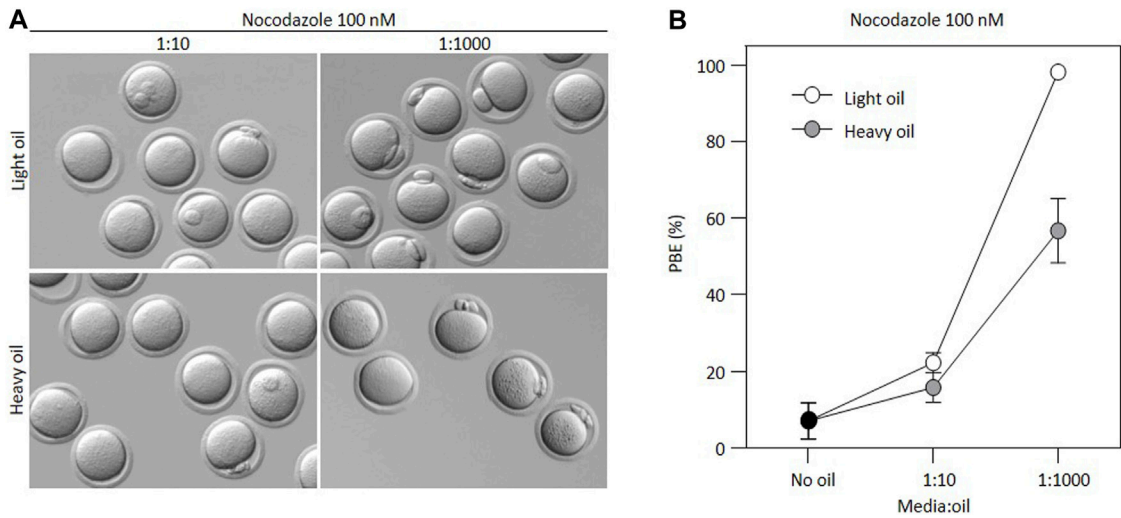 A
Nocodazole 100 nM
1:10
1:1000
Light oil
Heavy oil
B
Nocodazole 100 nM
Light oil
Heavy oil
PBE (%)
100
80
60
40
20
0
No oil
1:10
1:1000
Media:oil